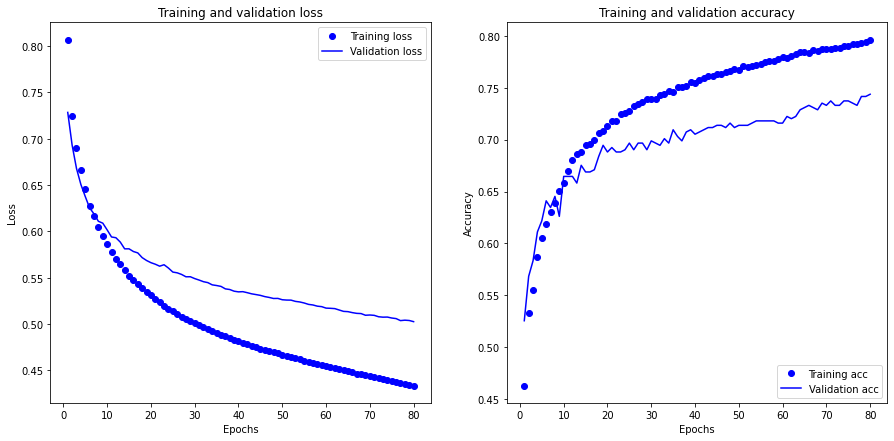 Training and validation loss
Training loss
Validation loss
0.80
0.75
0.70
0.65
0.60
0.55
0.50
0.45
Loss
0 10 20 30 40 50 60 70 80
Epochs
Training and validation accuracy
0.80
0.75
0.70
0.65
0.60
0.55
0.50
0.45
Accuracy
Training acc
Validation acc
0 10 20 30 40 50 60 70 80
Epochs